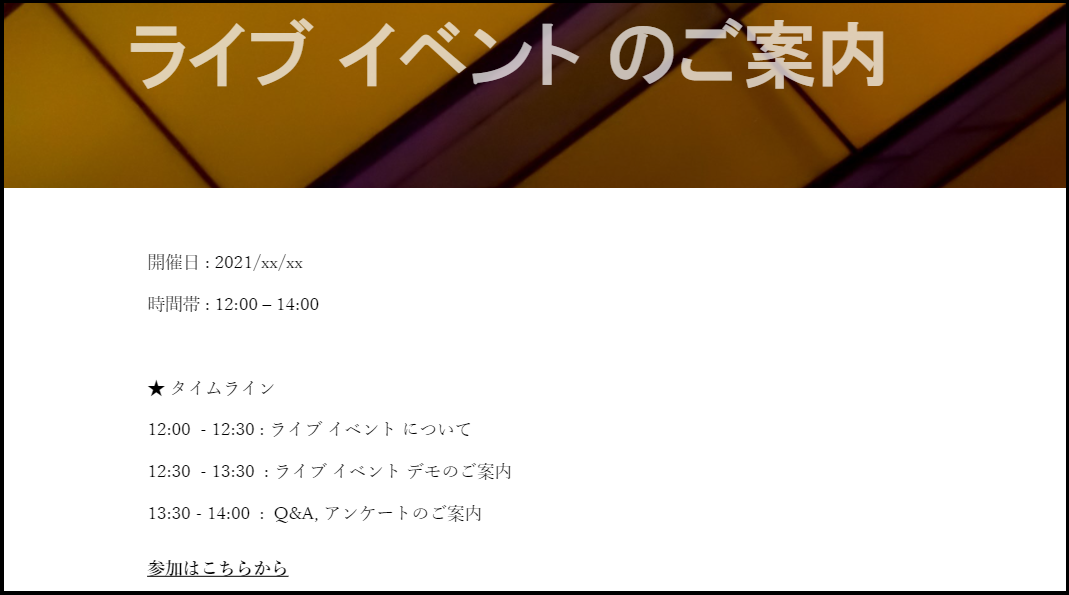 ライブ イベント のご案内
開催日 : 2021/xx/xx
時間帯 : 12:00 – 14:00
★ タイムライン
12:00  - 12:30 : ライブ イベント について
12:30  - 13:30  : ライブ イベント デモのご案内
13:30 - 14:00  :  Q&A, アンケートのご案内
参加はこちらから